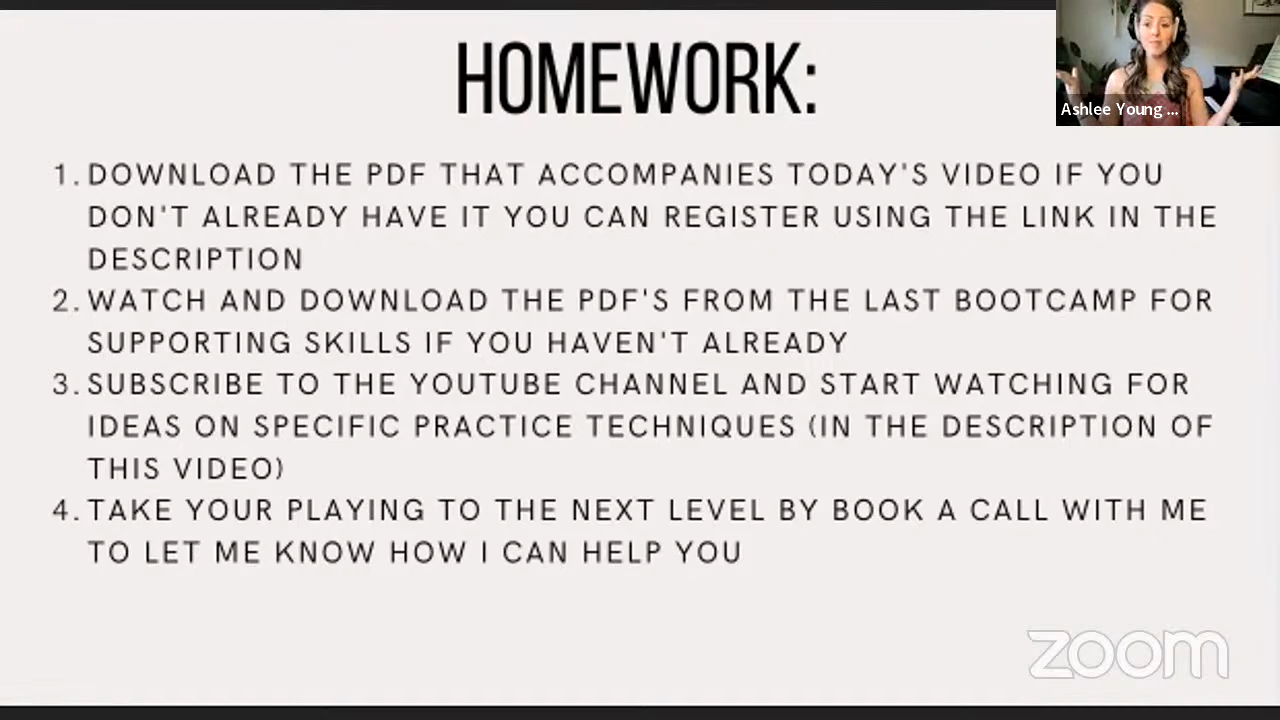 HOMEWORK:
Ashlee Young ...
1. DOWNLOAD THE PDF THAT ACCOMPANIES TODAY'S VIDEO IF YOU
DON'T ALREADY HAVE IT YOU CAN REGISTER USING THE LINK IN THE
DESCRIPTION
2. WATCH AND DOWNLOAD THE PDF'S FROM THE LAST BOOTCAMP FOR
SUPPORTING SKILLS IF YOU HAVEN'T ALREADY
3. SUBSCRIBE TO THE YOUTUBE CHANNEL AND START WATCHING FOR
IDEAS ON SPECIFIC PRACTICE TECHNIQUES (IN THE DESCRIPTION OF
THIS VIDEO)
4. TAKE YOUR PLAYING TO THE NEXT LEVEL BY BOOK A CALL WITH ME
TO LET ME KNOW HOW I CAN HELP YOU
zoom